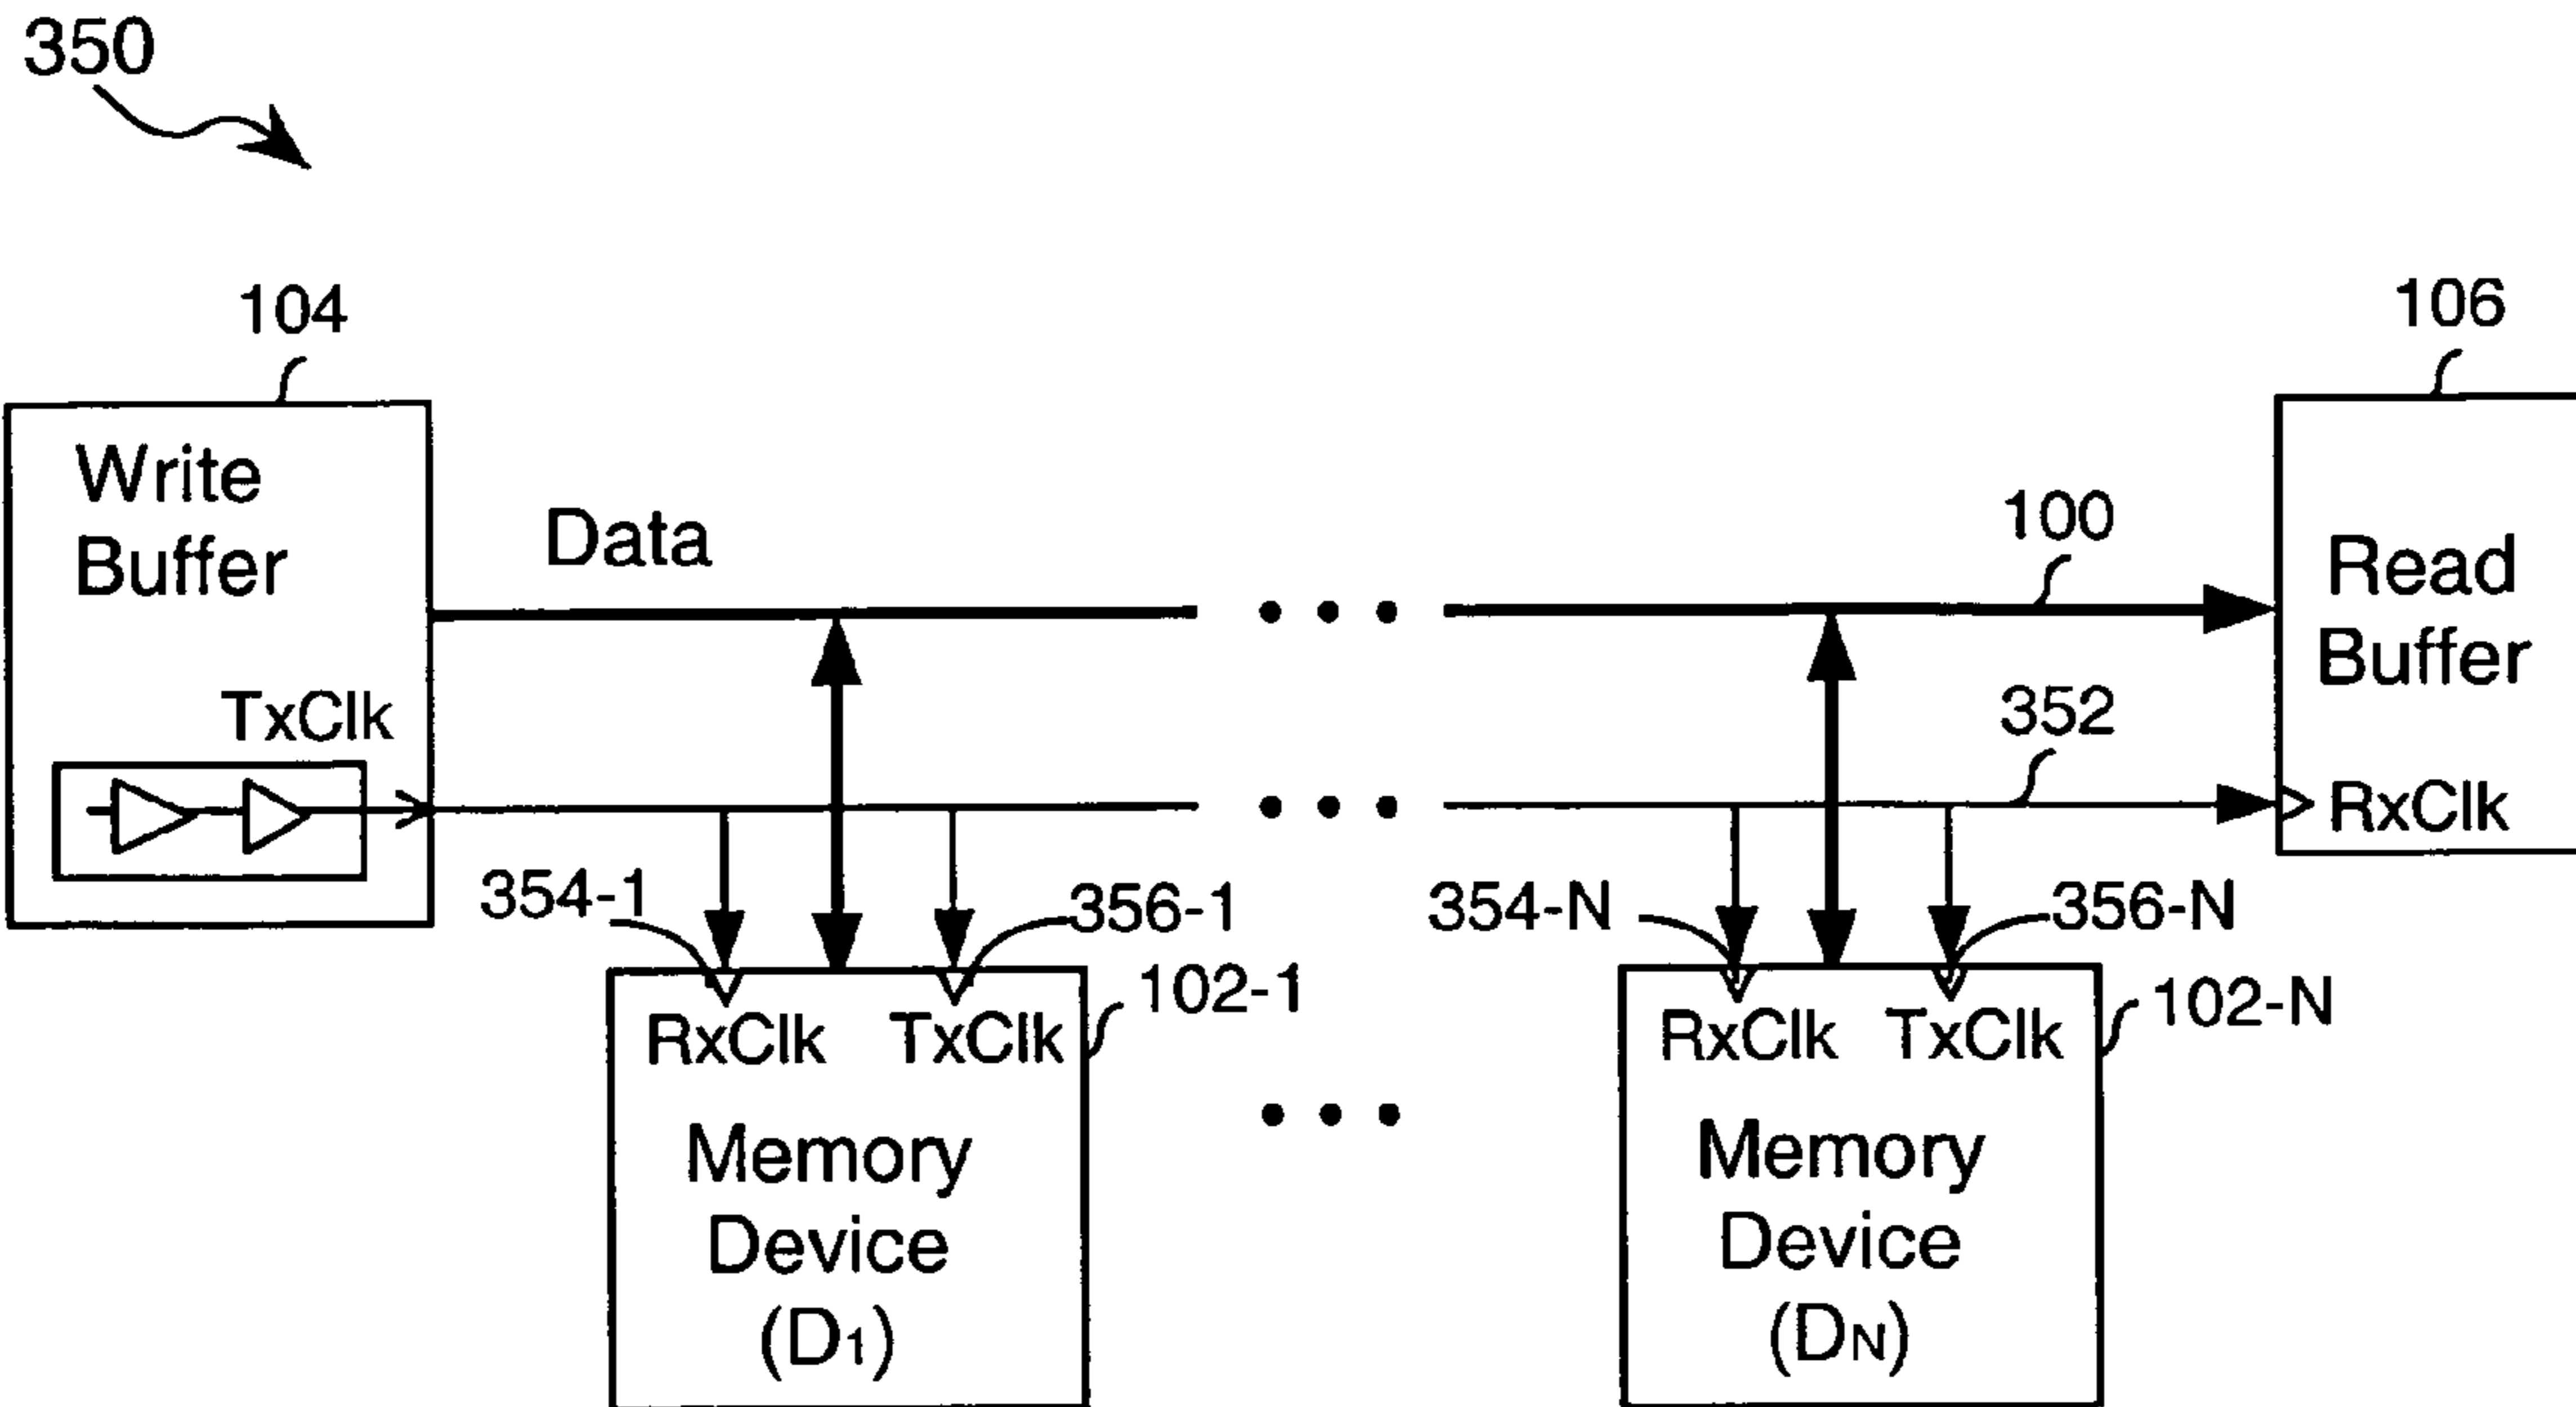 350
104
106
Write
Buffer
Data
100
Read
Buffer
TxClk
352
RxClk
354-1
356-1
354-N
356-N
102-1
102-N
RxClk TxClk
RxClk TxClk
Memory
Device
(D1)
Memory
Device
(DN)